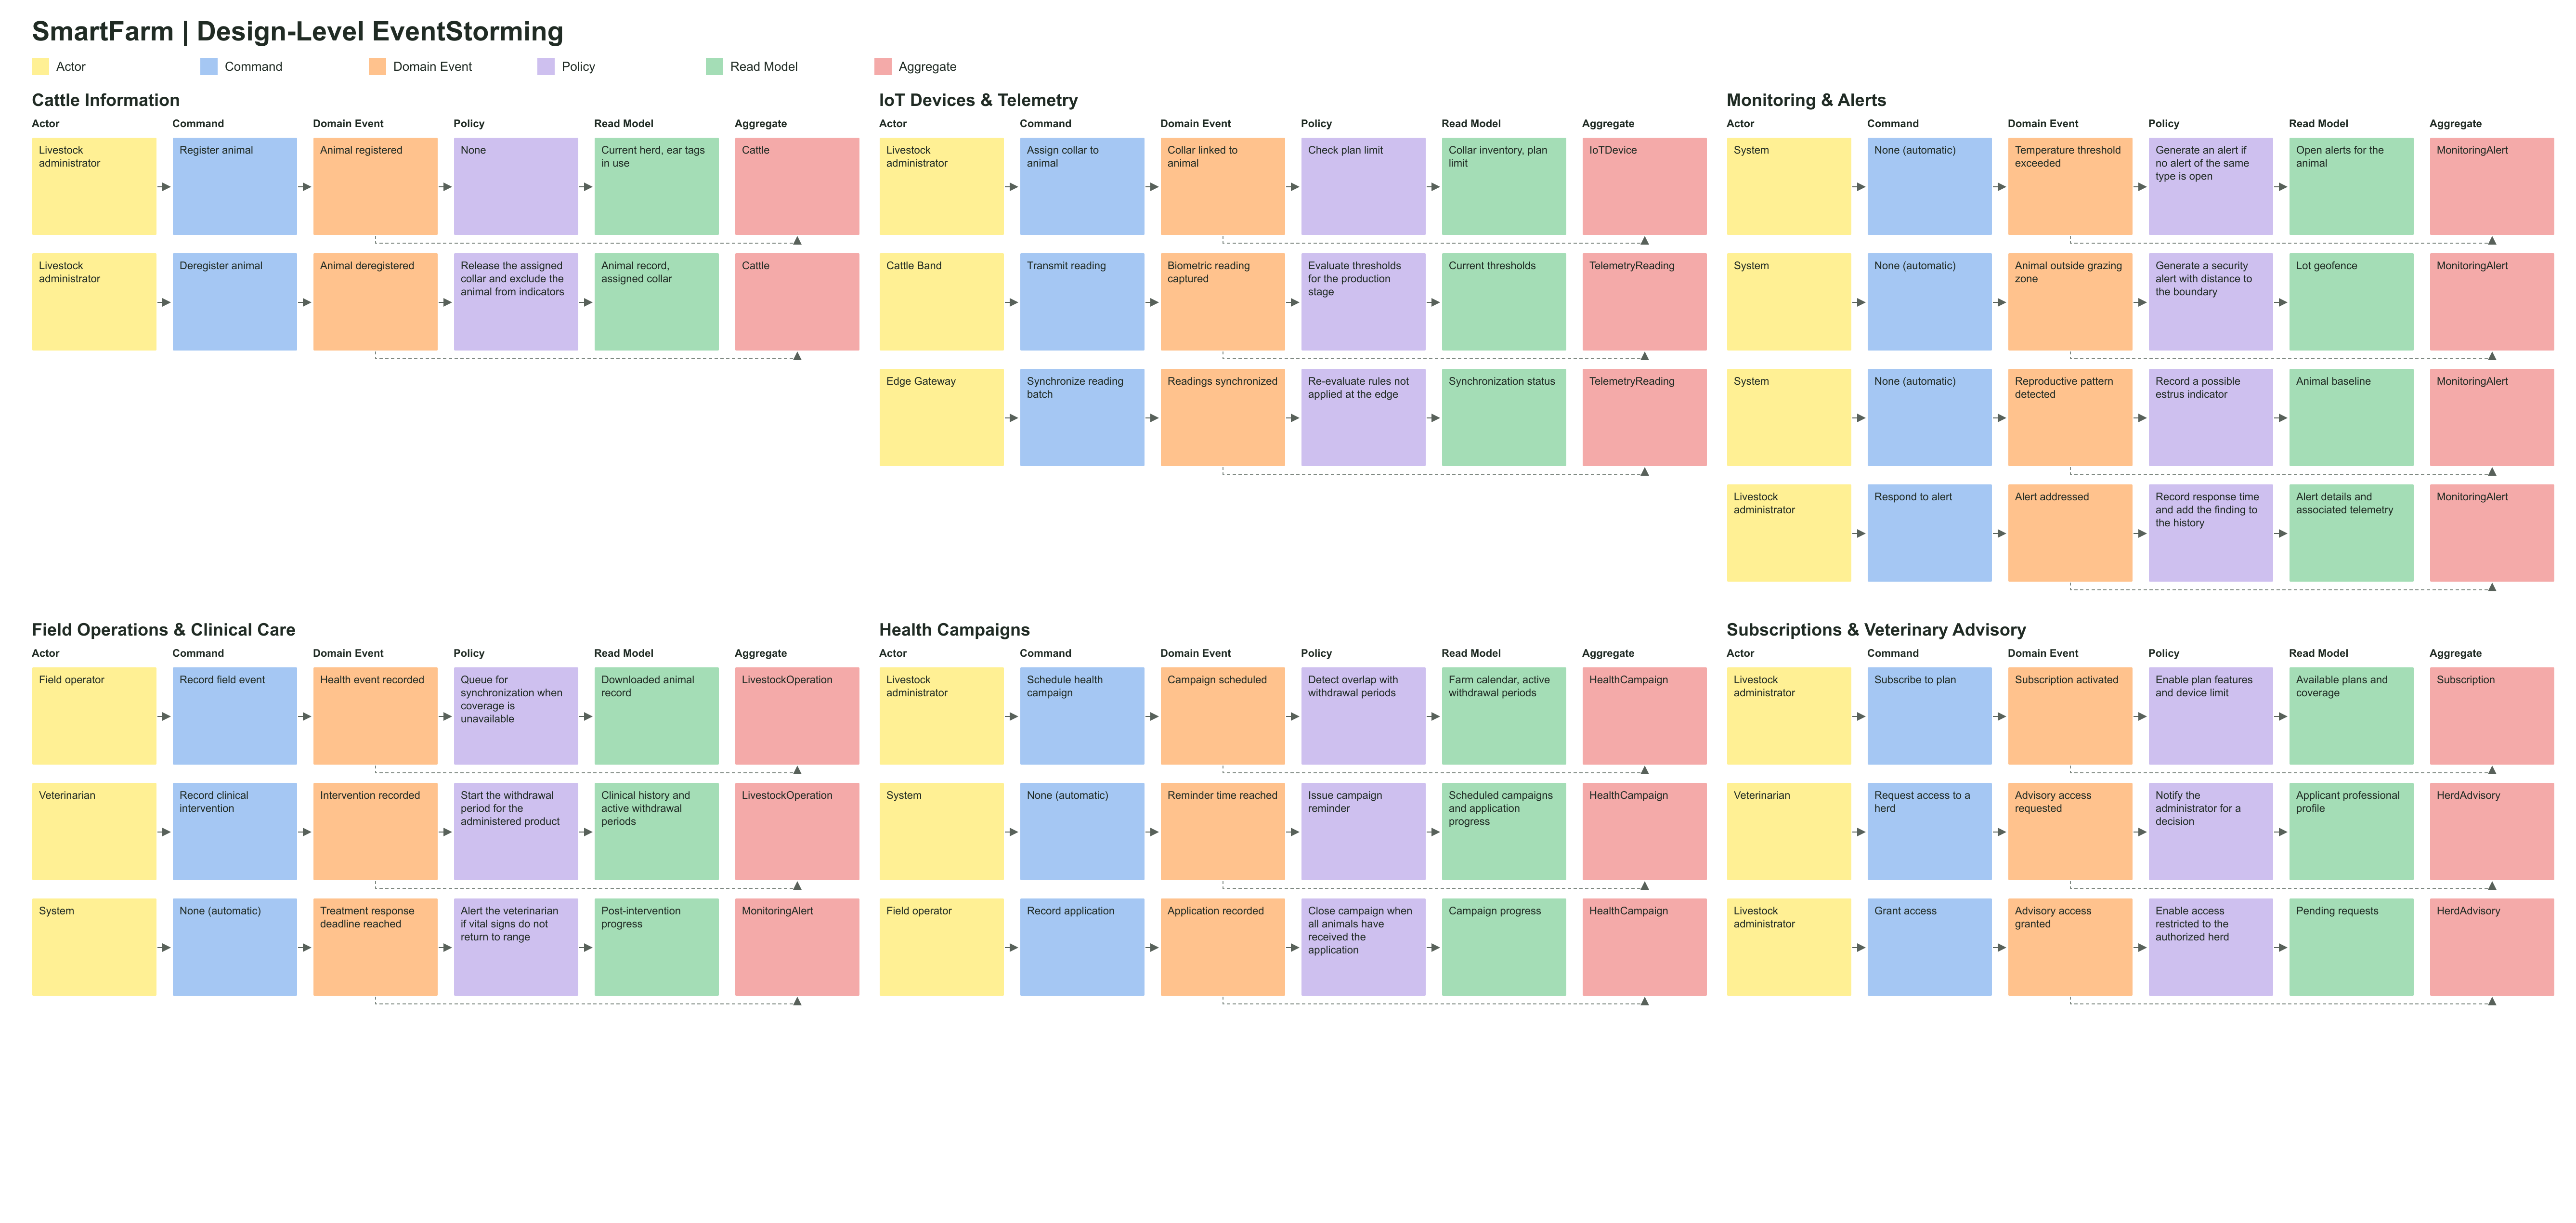 SmartFarm | Design-Level EventStorming
Actor
Command
Domain Event
Policy
Read Model
Aggregate
Cattle Information
Actor
Command
Domain Event
Policy
Read Model
Aggregate
Livestock
administrator
Register animal
Animal registered
None
Current herd, ear tags
in use
Cattle
Livestock
administrator
Deregister animal
Animal deregistered
Release the assigned
collar and exclude the
animal from indicators
Animal record,
assigned collar
Cattle
IoT Devices & Telemetry
Actor
Command
Domain Event
Policy
Read Model
Aggregate
Livestock
administrator
Assign collar to
animal
Collar linked to
animal
Check plan limit
Collar inventory, plan
limit
IoTDevice
Cattle Band
Transmit reading
Biometric reading
captured
Evaluate thresholds
for the production
stage
Current thresholds
TelemetryReading
Edge Gateway
Synchronize reading
batch
Readings synchronized
Re-evaluate rules not
applied at the edge
Synchronization status
TelemetryReading
Monitoring & Alerts
Actor
Command
Domain Event
Policy
Read Model
Aggregate
System
None (automatic)
Temperature threshold
exceeded
Generate an alert if
no alert of the same
type is open
Open alerts for the
animal
MonitoringAlert
System
None (automatic)
Animal outside grazing
zone
Generate a security
alert with distance to
the boundary
Lot geofence
MonitoringAlert
System
None (automatic)
Reproductive pattern
detected
Record a possible
estrus indicator
Animal baseline
MonitoringAlert
Livestock
administrator
Respond to alert
Alert addressed
Record response time
and add the finding to
the history
Alert details and
associated telemetry
MonitoringAlert
Field Operations & Clinical Care
Actor
Command
Domain Event
Policy
Read Model
Aggregate
Field operator
Record field event
Health event recorded
Queue for
synchronization when
coverage is
unavailable
Downloaded animal
record
LivestockOperation
Veterinarian
Record clinical
intervention
Intervention recorded
Start the withdrawal
period for the
administered product
Clinical history and
active withdrawal
periods
LivestockOperation
System
None (automatic)
Treatment response
deadline reached
Alert the veterinarian
if vital signs do not
return to range
Post-intervention
progress
MonitoringAlert
Health Campaigns
Actor
Command
Domain Event
Policy
Read Model
Aggregate
Livestock
administrator
Schedule health
campaign
Campaign scheduled
Detect overlap with
withdrawal periods
Farm calendar, active
withdrawal periods
HealthCampaign
System
None (automatic)
Reminder time reached
Issue campaign
reminder
Scheduled campaigns
and application
progress
HealthCampaign
Field operator
Record application
Application recorded
Close campaign when
all animals have
received the
application
Campaign progress
HealthCampaign
Subscriptions & Veterinary Advisory
Actor
Command
Domain Event
Policy
Read Model
Aggregate
Livestock
administrator
Subscribe to plan
Subscription activated
Enable plan features
and device limit
Available plans and
coverage
Subscription
Veterinarian
Request access to a
herd
Advisory access
requested
Notify the
administrator for a
decision
Applicant professional
profile
HerdAdvisory
Livestock
administrator
Grant access
Advisory access
granted
Enable access
restricted to the
authorized herd
Pending requests
HerdAdvisory